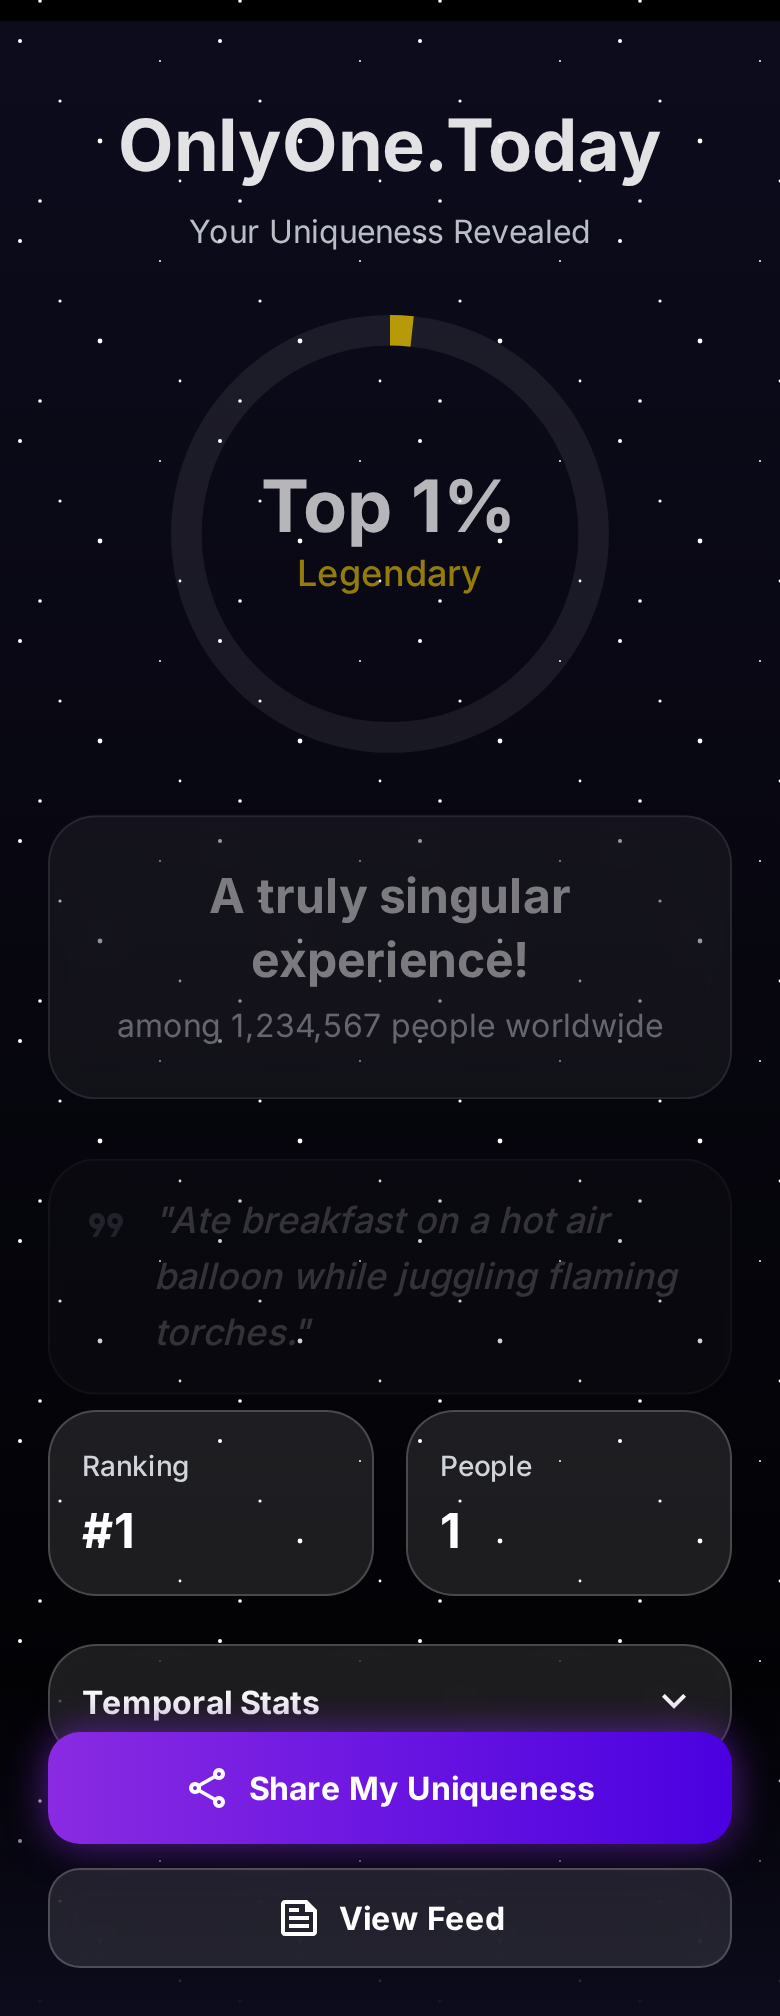 OnlyOne.Today
Your Uniqueness Revealed
Top 1%
Legendary
A truly singular
experience!
among 1,234,567 people worldwide
"Ate breakfast on a hot air
balloon while juggling flaming
torches."
Ranking
#1
People
1
Temporal Stats
Share My Uniqueness
View Feed